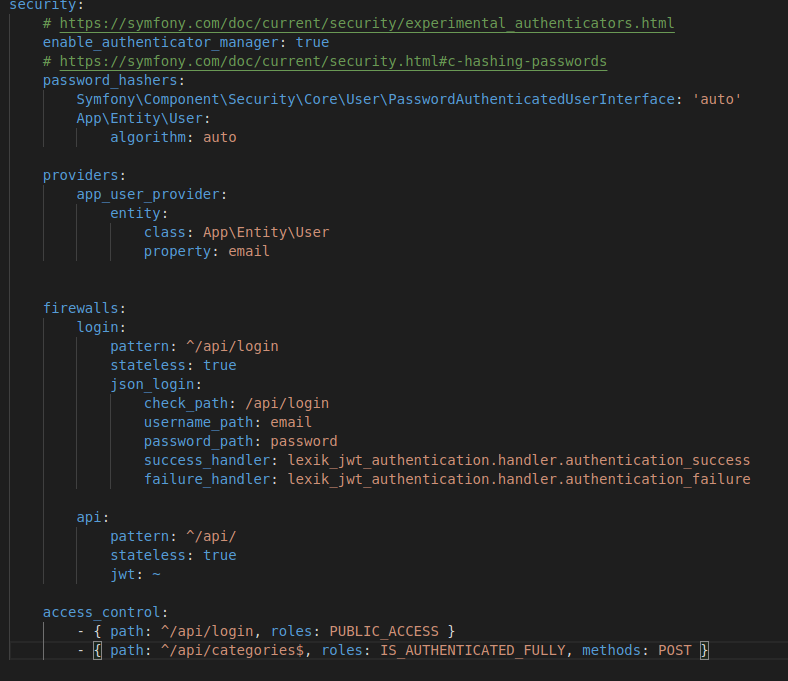 security:
    # https://symfony.com/doc/current/security/experimental_authenticators.html
    enable_authenticator_manager: true
    # https://symfony.com/doc/current/security.html#c-hashing-passwords
    password_hashers:
        Symfony\Component\Security\Core\User\PasswordAuthenticatedUserInterface: 'auto'
        App\Entity\User:
            algorithm: auto

    providers:
        app_user_provider:
            entity:
                class: App\Entity\User
                property: email


    firewalls:
        login:
            pattern: ^/api/login
            stateless: true
            json_login:
                check_path: /api/login
                username_path: email
                password_path: password
                success_handler: lexik_jwt_authentication.handler.authentication_success
                failure_handler: lexik_jwt_authentication.handler.authentication_failure

        api:
            pattern: ^/api/
            stateless: true
            jwt: ~

    access_control:
        - { path: ^/api/login, roles: PUBLIC_ACCESS }
        - { path: ^/api/categories$, roles: IS_AUTHENTICATED_FULLY, methods: POST }